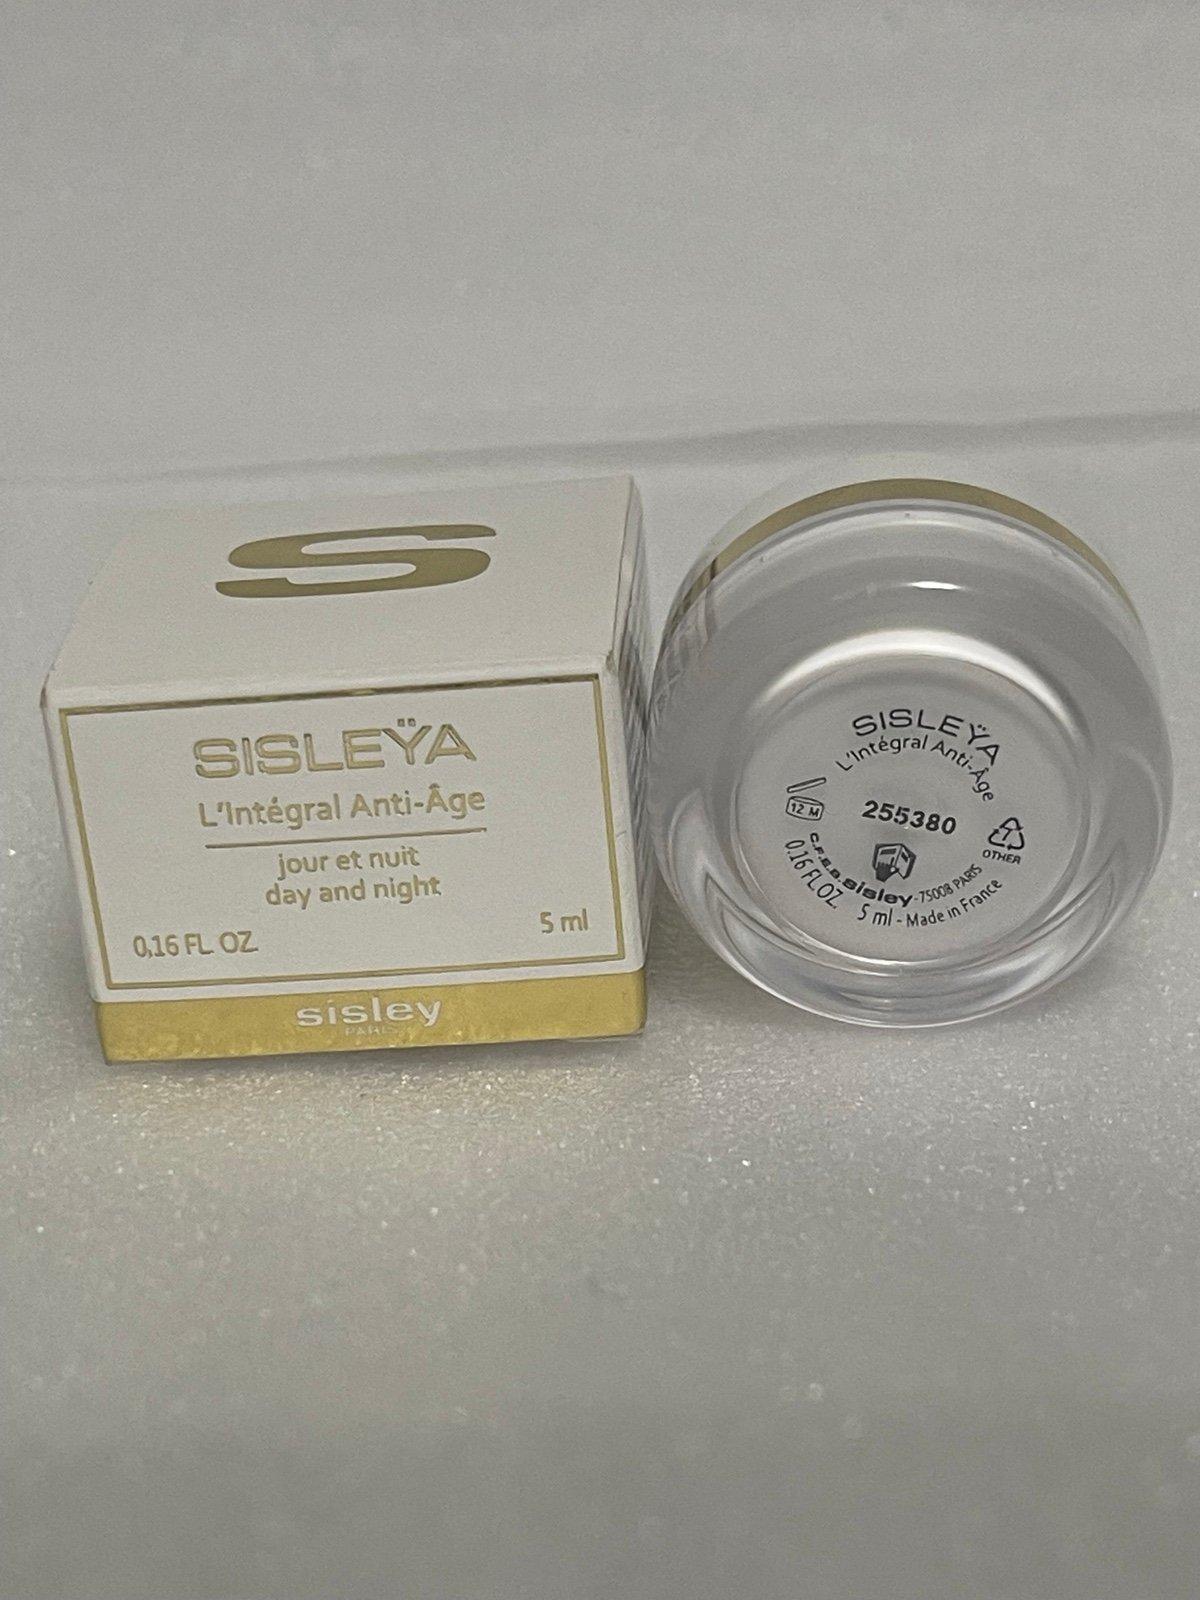 S
SISLEŸA
L'Intégral Anti-Âge
jour et nuit
day and night
5 ml
0,16 FL. OZ.
sisley
PARIS
SISLEŸA
L'Intégral Anti-Âge
12 M
255380
7
OTHER
C.F.E.B. sisley - 75008 PARIS
0.16 FL.OZ. 5 ml - Made in France